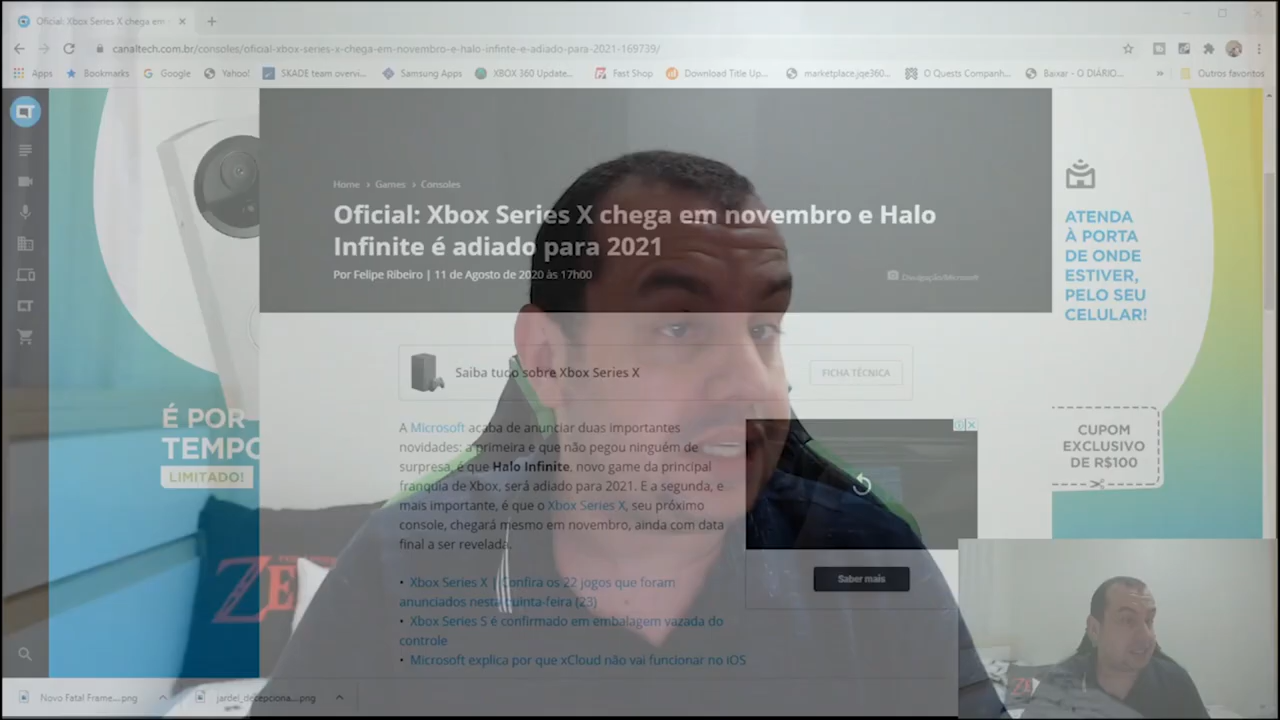 Oficial: Xbox Series X chega em
canaltech.com.br/consoles/oficial-xbox-series-x-chega-em-novembro-e-halo-infinte-e-adiado-para-2021-169739/
Apps Bookmarks Google Yahoo! SKADE team overvi... Samsung Apps XBOX 360 Update... Fast Shop Download Title Up... marketplace.jqe360... O Quests Companh... Baixar - O DIÁRIO... » Outros favoritos
Home > Games > Consoles
Oficial: Xbox Series X chega em novembro e Halo
Infinite é adiado para 2021
Por Felipe Ribeiro | 11 de Agosto de 2020 às 17h00
Divulgação/Microsoft
Saiba tudo sobre Xbox Series X
FICHA TÉCNICA
A Microsoft acaba de anunciar duas importantes
novidades: a primeira e que não pegou ninguém de
surpresa, é que Halo Infinite, novo game da principal
franquia de Xbox, será adiado para 2021. E a segunda, e
mais importante, é que o Xbox Series X, seu próximo
console, chegará mesmo em novembro, ainda com data
final a ser revelada.
• Xbox Series X | Confira os 22 jogos que foram
anunciados nesta quinta-feira (23)
• Xbox Series S é confirmado em embalagem vazada do
controle
• Microsoft explica por que xCloud não vai funcionar no iOS
Saber mais
É POR
TEMPO
LIMITADO!
ATENDA
À PORTA
DE ONDE
ESTIVER,
PELO SEU
CELULAR!
CUPOM
EXCLUSIVO
DE R$100
Novo Fatal Frame....png
jardel_decepciona....png